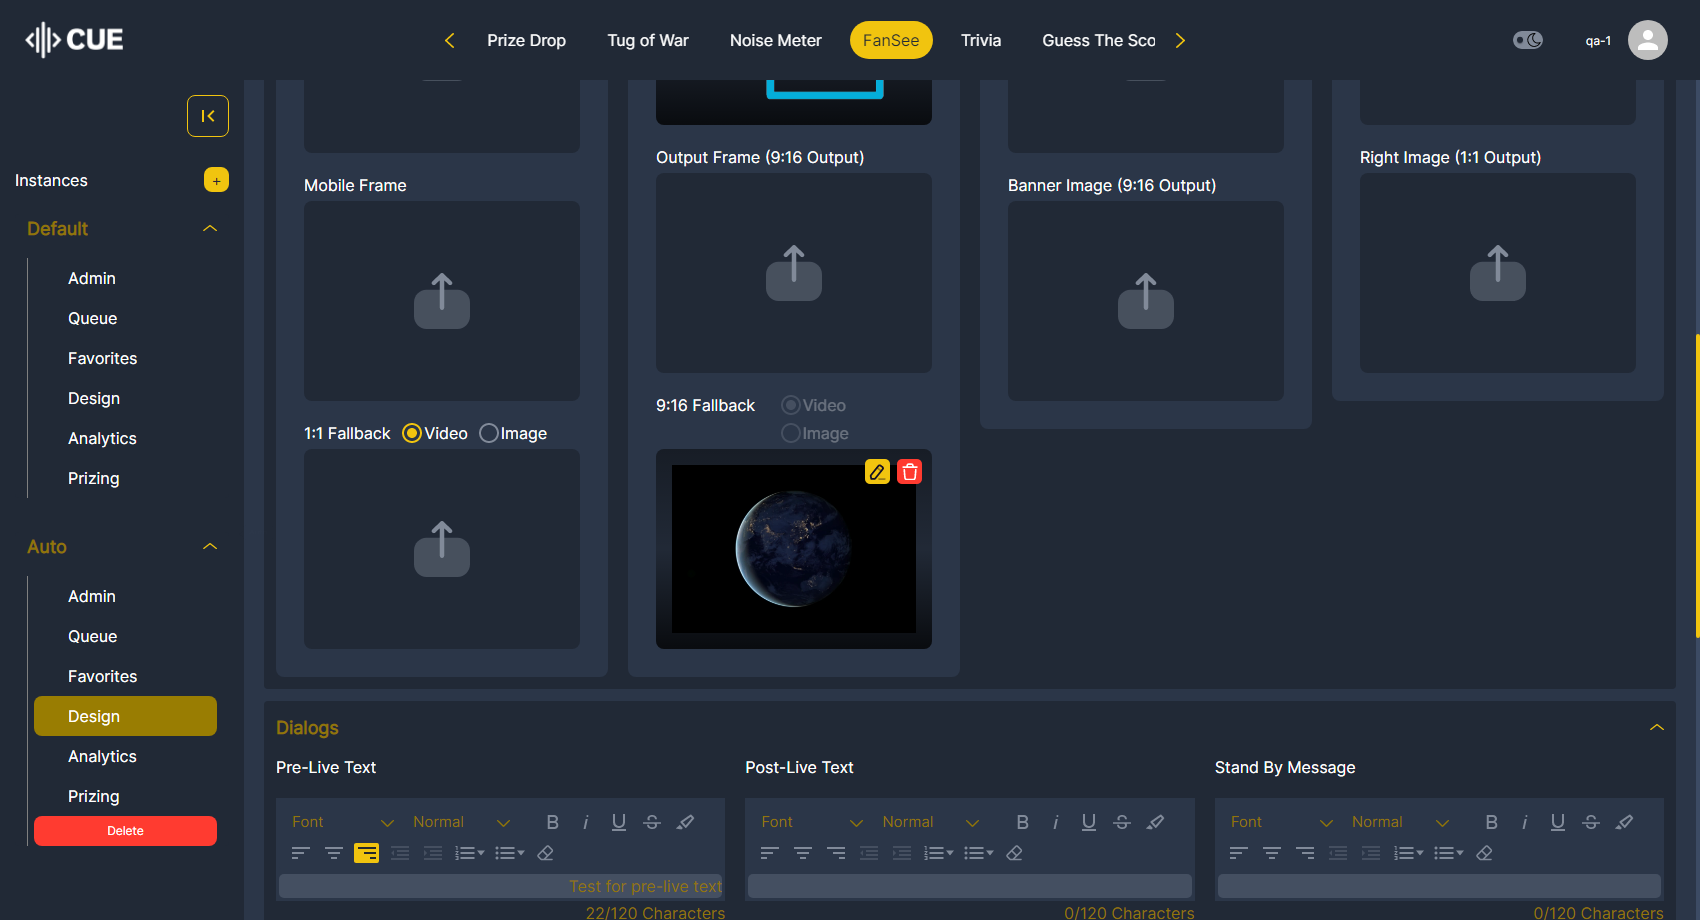 CUE
Prize Drop
Tug of War
Noise Meter
FanSee
Trivia
Guess The Sco
qa-1
Instances
+
Default
Admin
Queue
Favorites
Design
Analytics
Prizing
Auto
Admin
Queue
Favorites
Design
Analytics
Prizing
Delete
Mobile Frame
1:1 Fallback Video Image
Output Frame (9:16 Output)
9:16 Fallback Video
Image
Banner Image (9:16 Output)
Right Image (1:1 Output)
Dialogs
Pre-Live Text
Font Normal B i U S
Test for pre-live text
22/120 Characters
Post-Live Text
Font Normal B i U S
0/120 Characters
Stand By Message
Font Normal B i U S
0/120 Characters